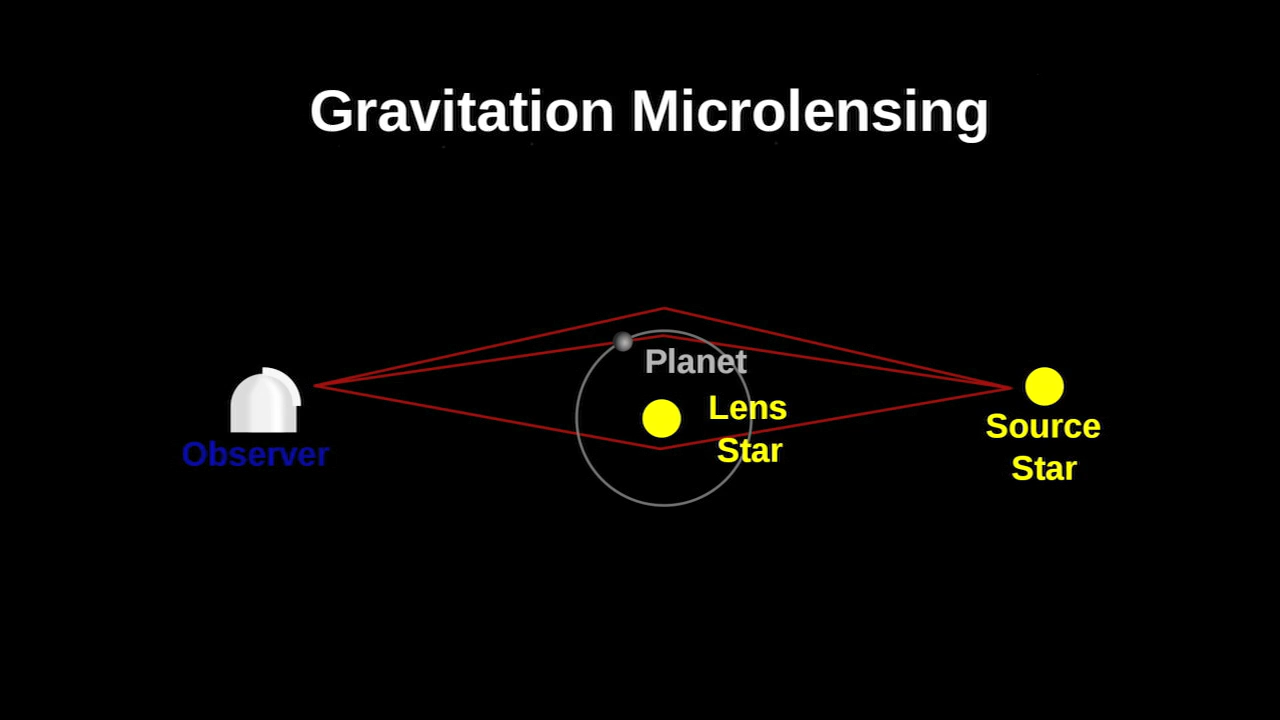 Gravitation Microlensing
Planet
Lens
Star
Observer
Source
Star